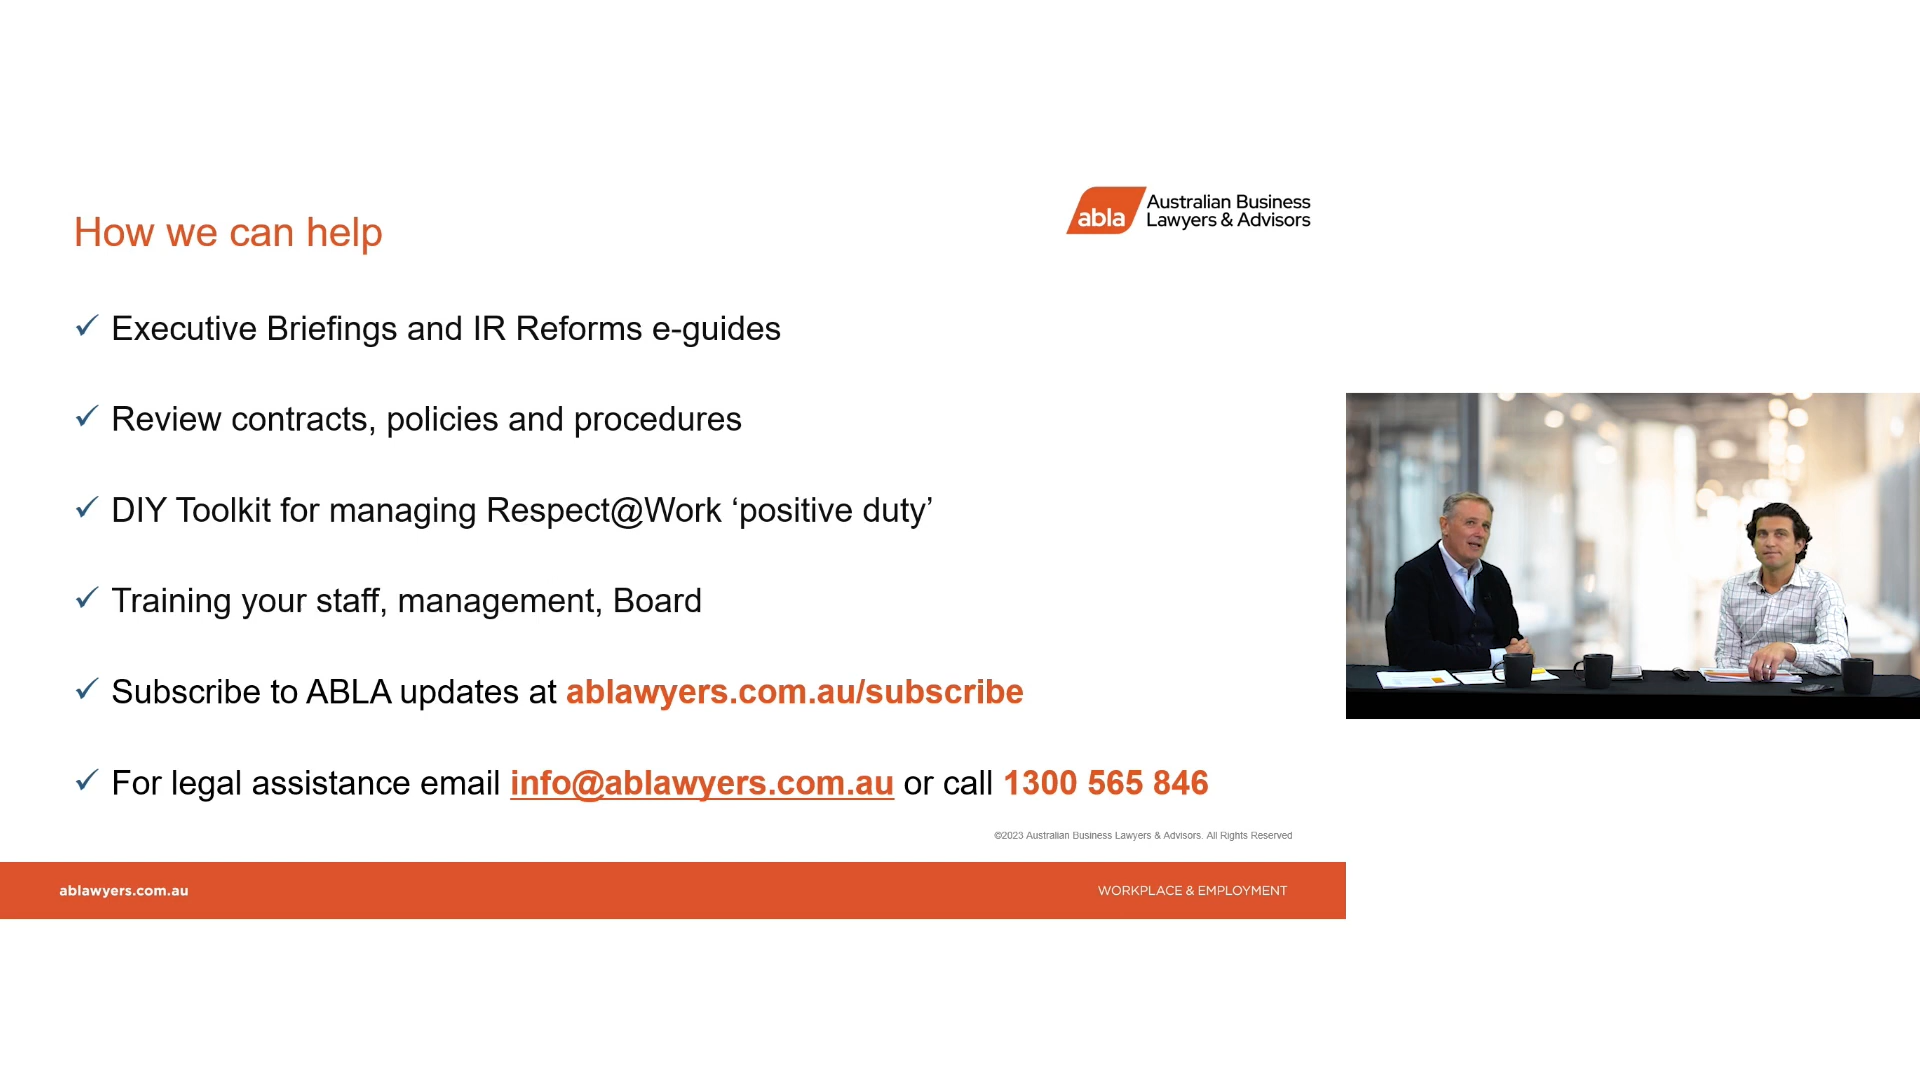 abla
Australian Business
Lawyers & Advisors
How we can help
✓ Executive Briefings and IR Reforms e-guides
✓ Review contracts, policies and procedures
✓ DIY Toolkit for managing Respect@Work ‘positive duty’
✓ Training your staff, management, Board
✓ Subscribe to ABLA updates at ablawyers.com.au/subscribe
✓ For legal assistance email info@ablawyers.com.au or call 1300 565 846
©2023 Australian Business Lawyers & Advisors. All Rights Reserved
ablawyers.com.au
WORKPLACE & EMPLOYMENT